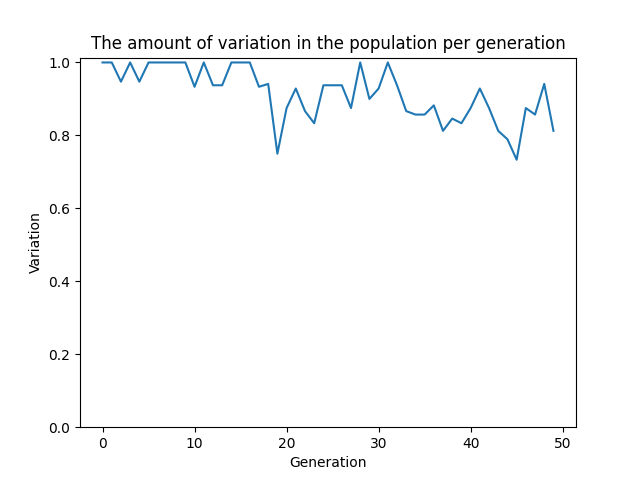 The amount of variation in the population per generation
1.0
0.8
0.6
0.4
0.2
0.0
Variation
0 10 20 30 40 50
Generation